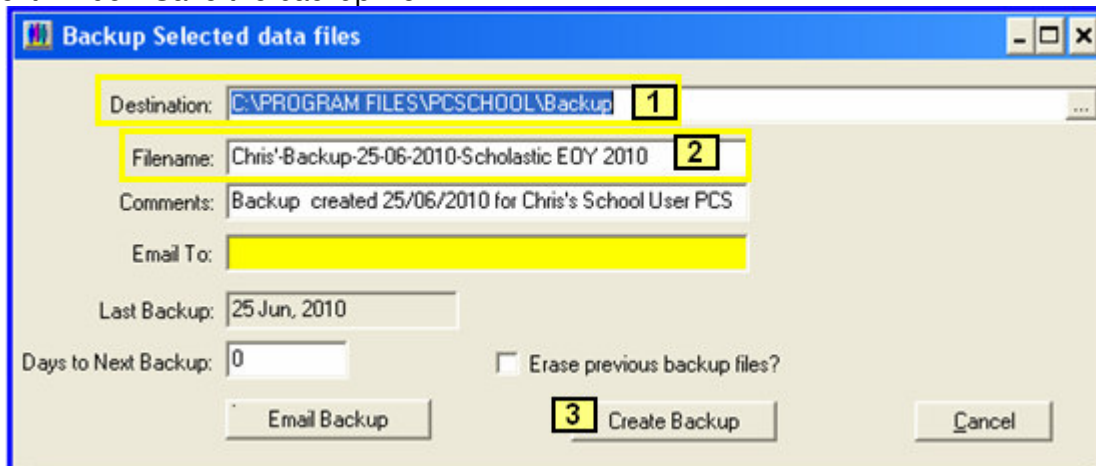 Backup Selected data files
Destination: C:\PROGRAM FILES\PCSCHOOL\Backup 1 ...
Filename: Chris'-Backup-25-06-2010-Scholastic EOY 2010 2
Comments: Backup created 25/06/2010 for Chris's School User PCS
Email To:
Last Backup: 25 Jun, 2010
Days to Next Backup: 0 Erase previous backup files?
Email Backup 3 Create Backup Cancel